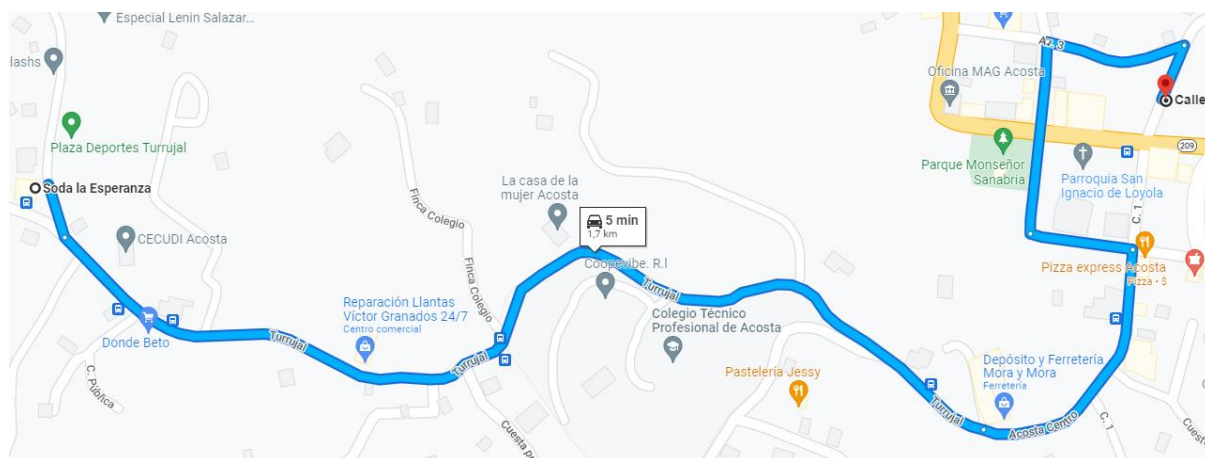 Especial Lenin Salazar...
lashs
Plaza Deportes Turrujal
Soda la Esperanza
CECUDI Acosta
Donde Beto
C. Pública
Turrujal
Reparación Llantas
Víctor Granados 24/7
Centro comercial
Finca Colegio
Finca Colegio
Turrujal
La casa de la
mujer Acosta
5 min
1,7 km
Coopevibe. R.l
Turrujal
Colegio Técnico
Profesional de Acosta
Pastelería Jessy
Turrujal
Depósito y Ferretería
Mora y Mora
Ferretería
Acosta Centro
C. 1
C. 1
Pizza express Acosta
Pizza • $
Parroquia San
Ignacio de Loyola
Parque Monseñor
Sanabria
Oficina MAG Acosta
Av. 3
209
Calle